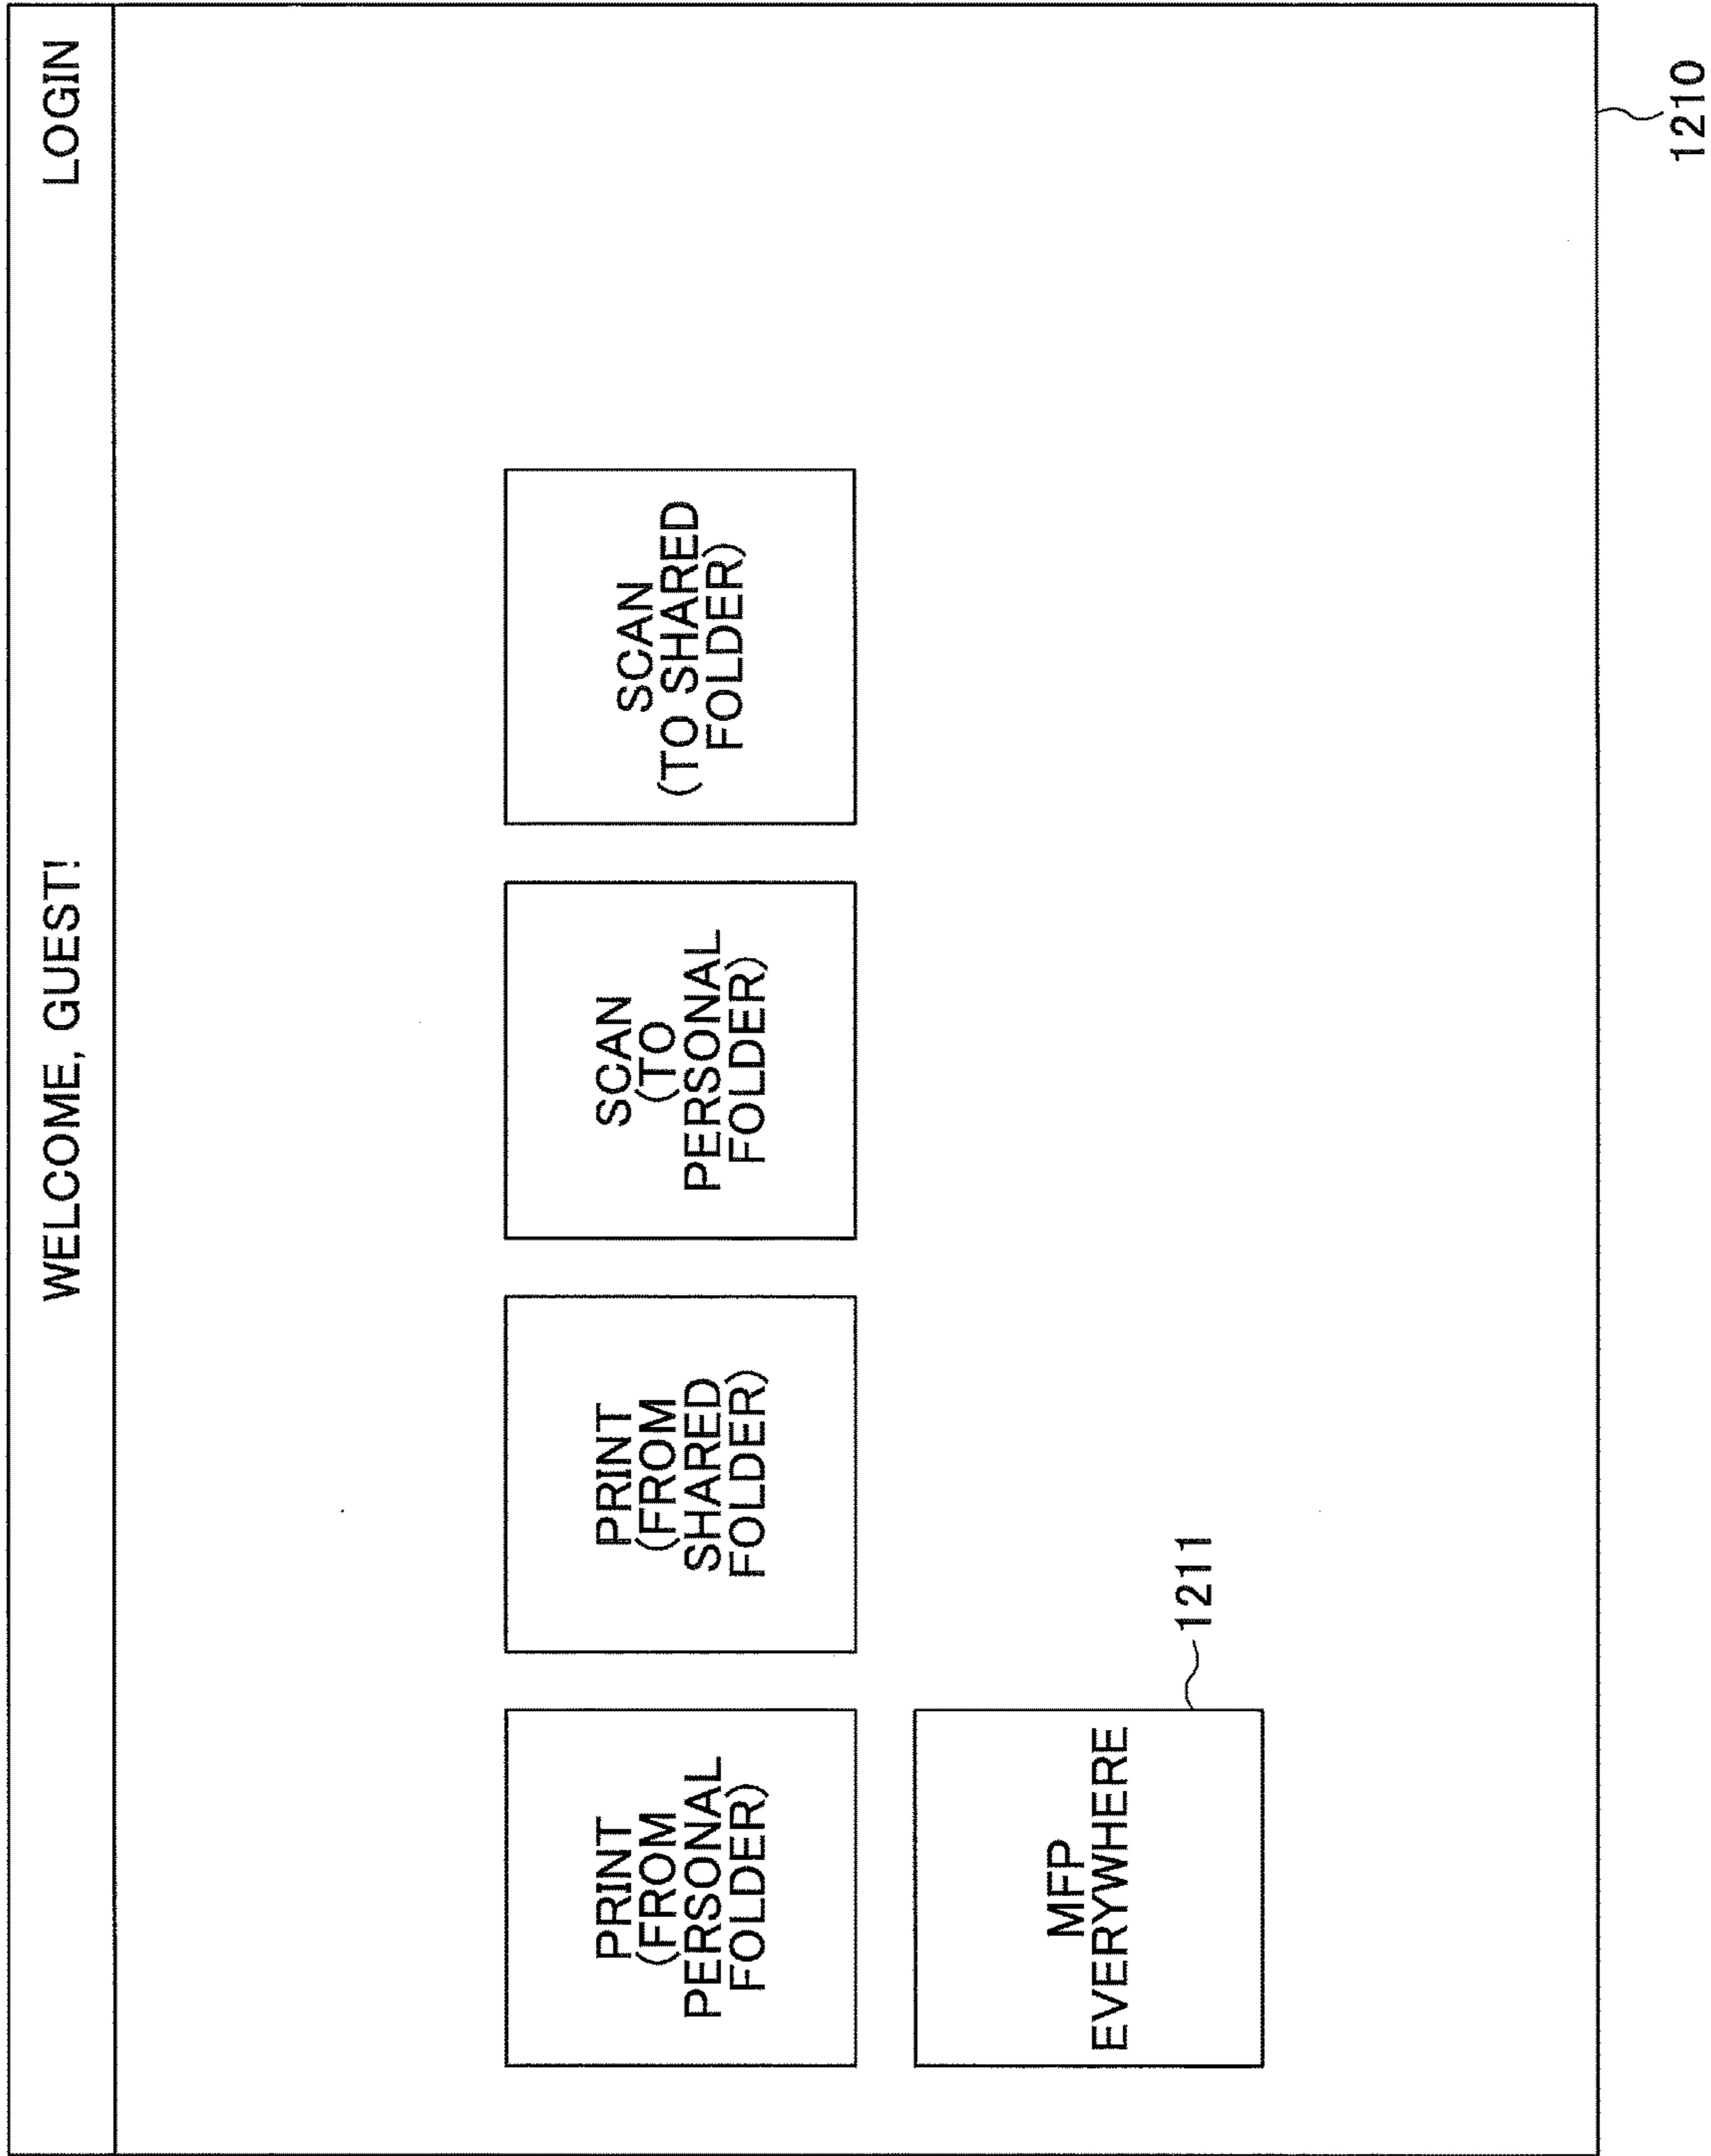 WELCOME, GUEST!
LOGIN
PRINT
(FROM
PERSONAL
FOLDER)
PRINT
(FROM
SHARED
FOLDER)
SCAN
(TO
PERSONAL
FOLDER)
SCAN
(TO SHARED
FOLDER)
MFP
EVERYWHERE
1211
1210